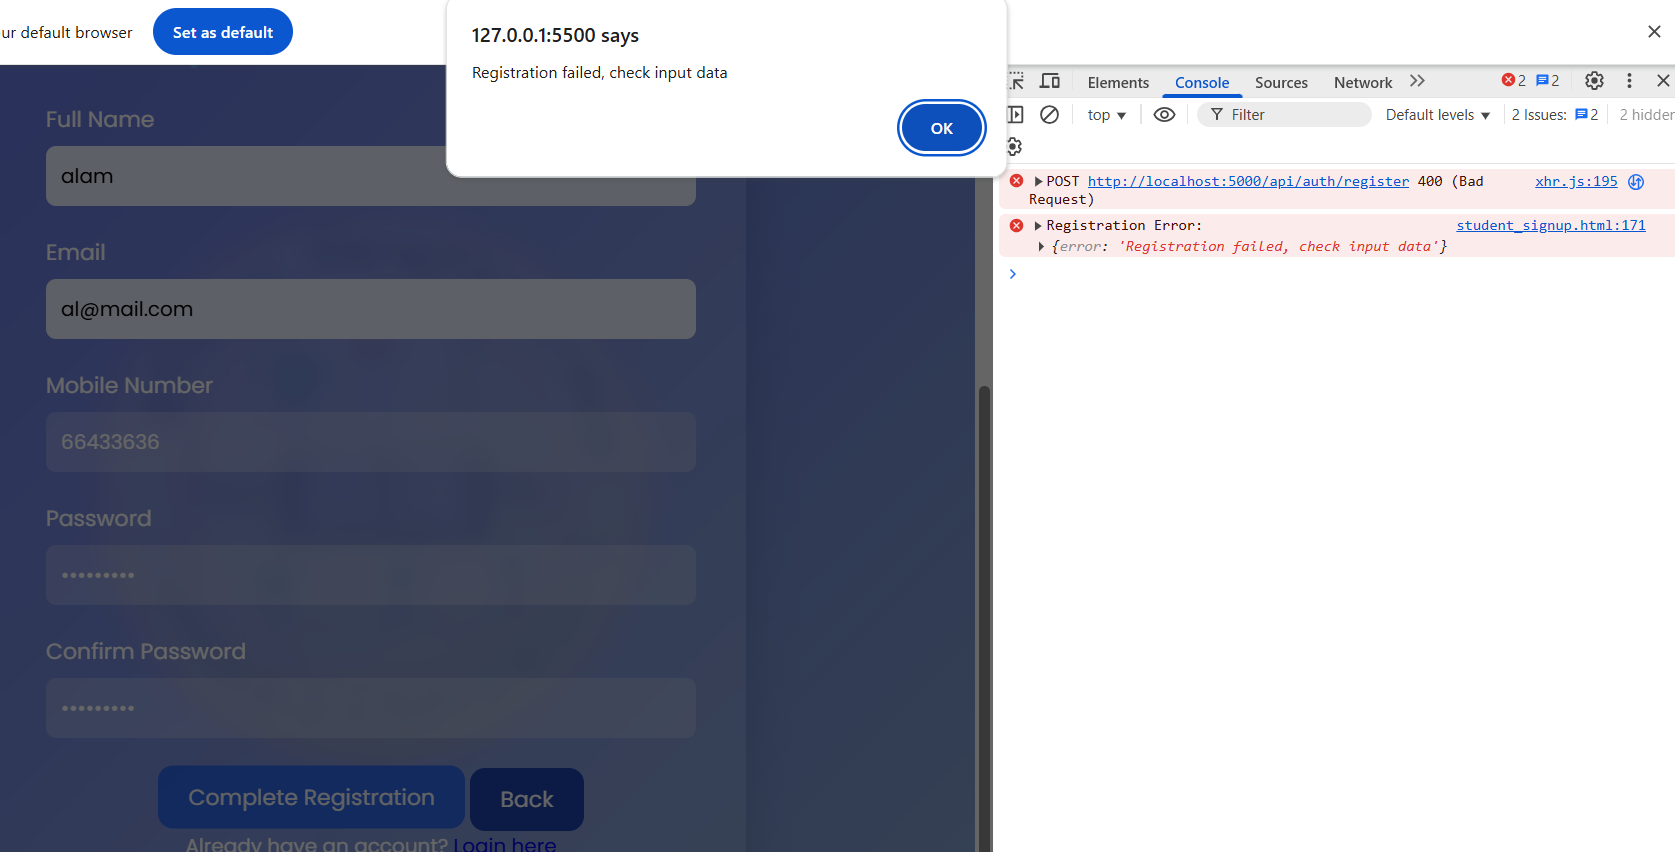 ur default browser
Set as default
127.0.0.1:5500 says
Registration failed, check input data
OK
Full Name
alam
Email
al@mail.com
Mobile Number
66433636
Password
•••••••••
Confirm Password
•••••••••
Complete Registration
Back
Already have an account? Login here
Elements
Console
Sources
Network
2
2
top
Filter
Default levels
2 Issues:
2
2 hidden
POST http://localhost:5000/api/auth/register 400 (Bad
Request)
xhr.js:195
Registration Error:
student_signup.html:171
{error: 'Registration failed, check input data'}